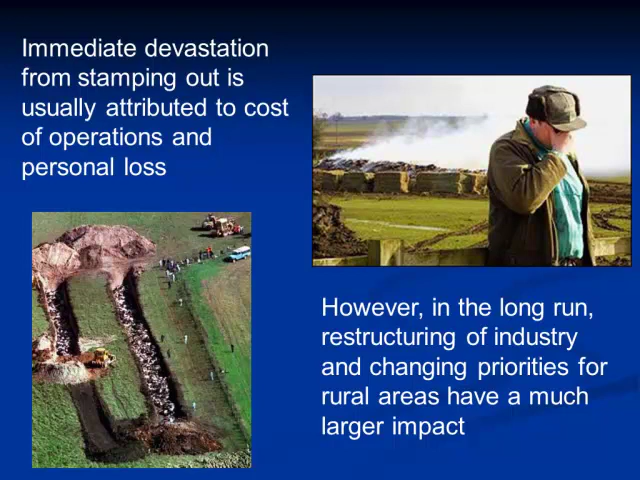 Immediate devastation
from stamping out is
usually attributed to cost
of operations and
personal loss
However, in the long run,
restructuring of industry
and changing priorities for
rural areas have a much
larger impact